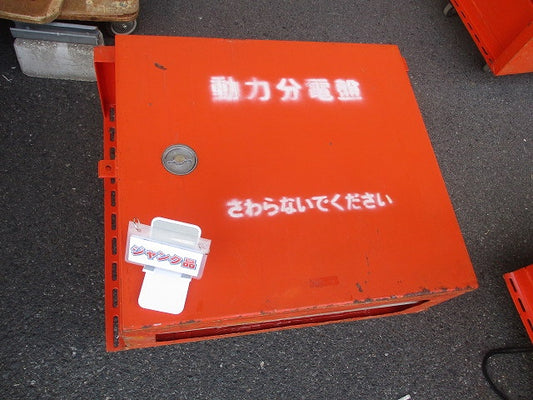 動力分電盤
さわらないでください
ジャンク品